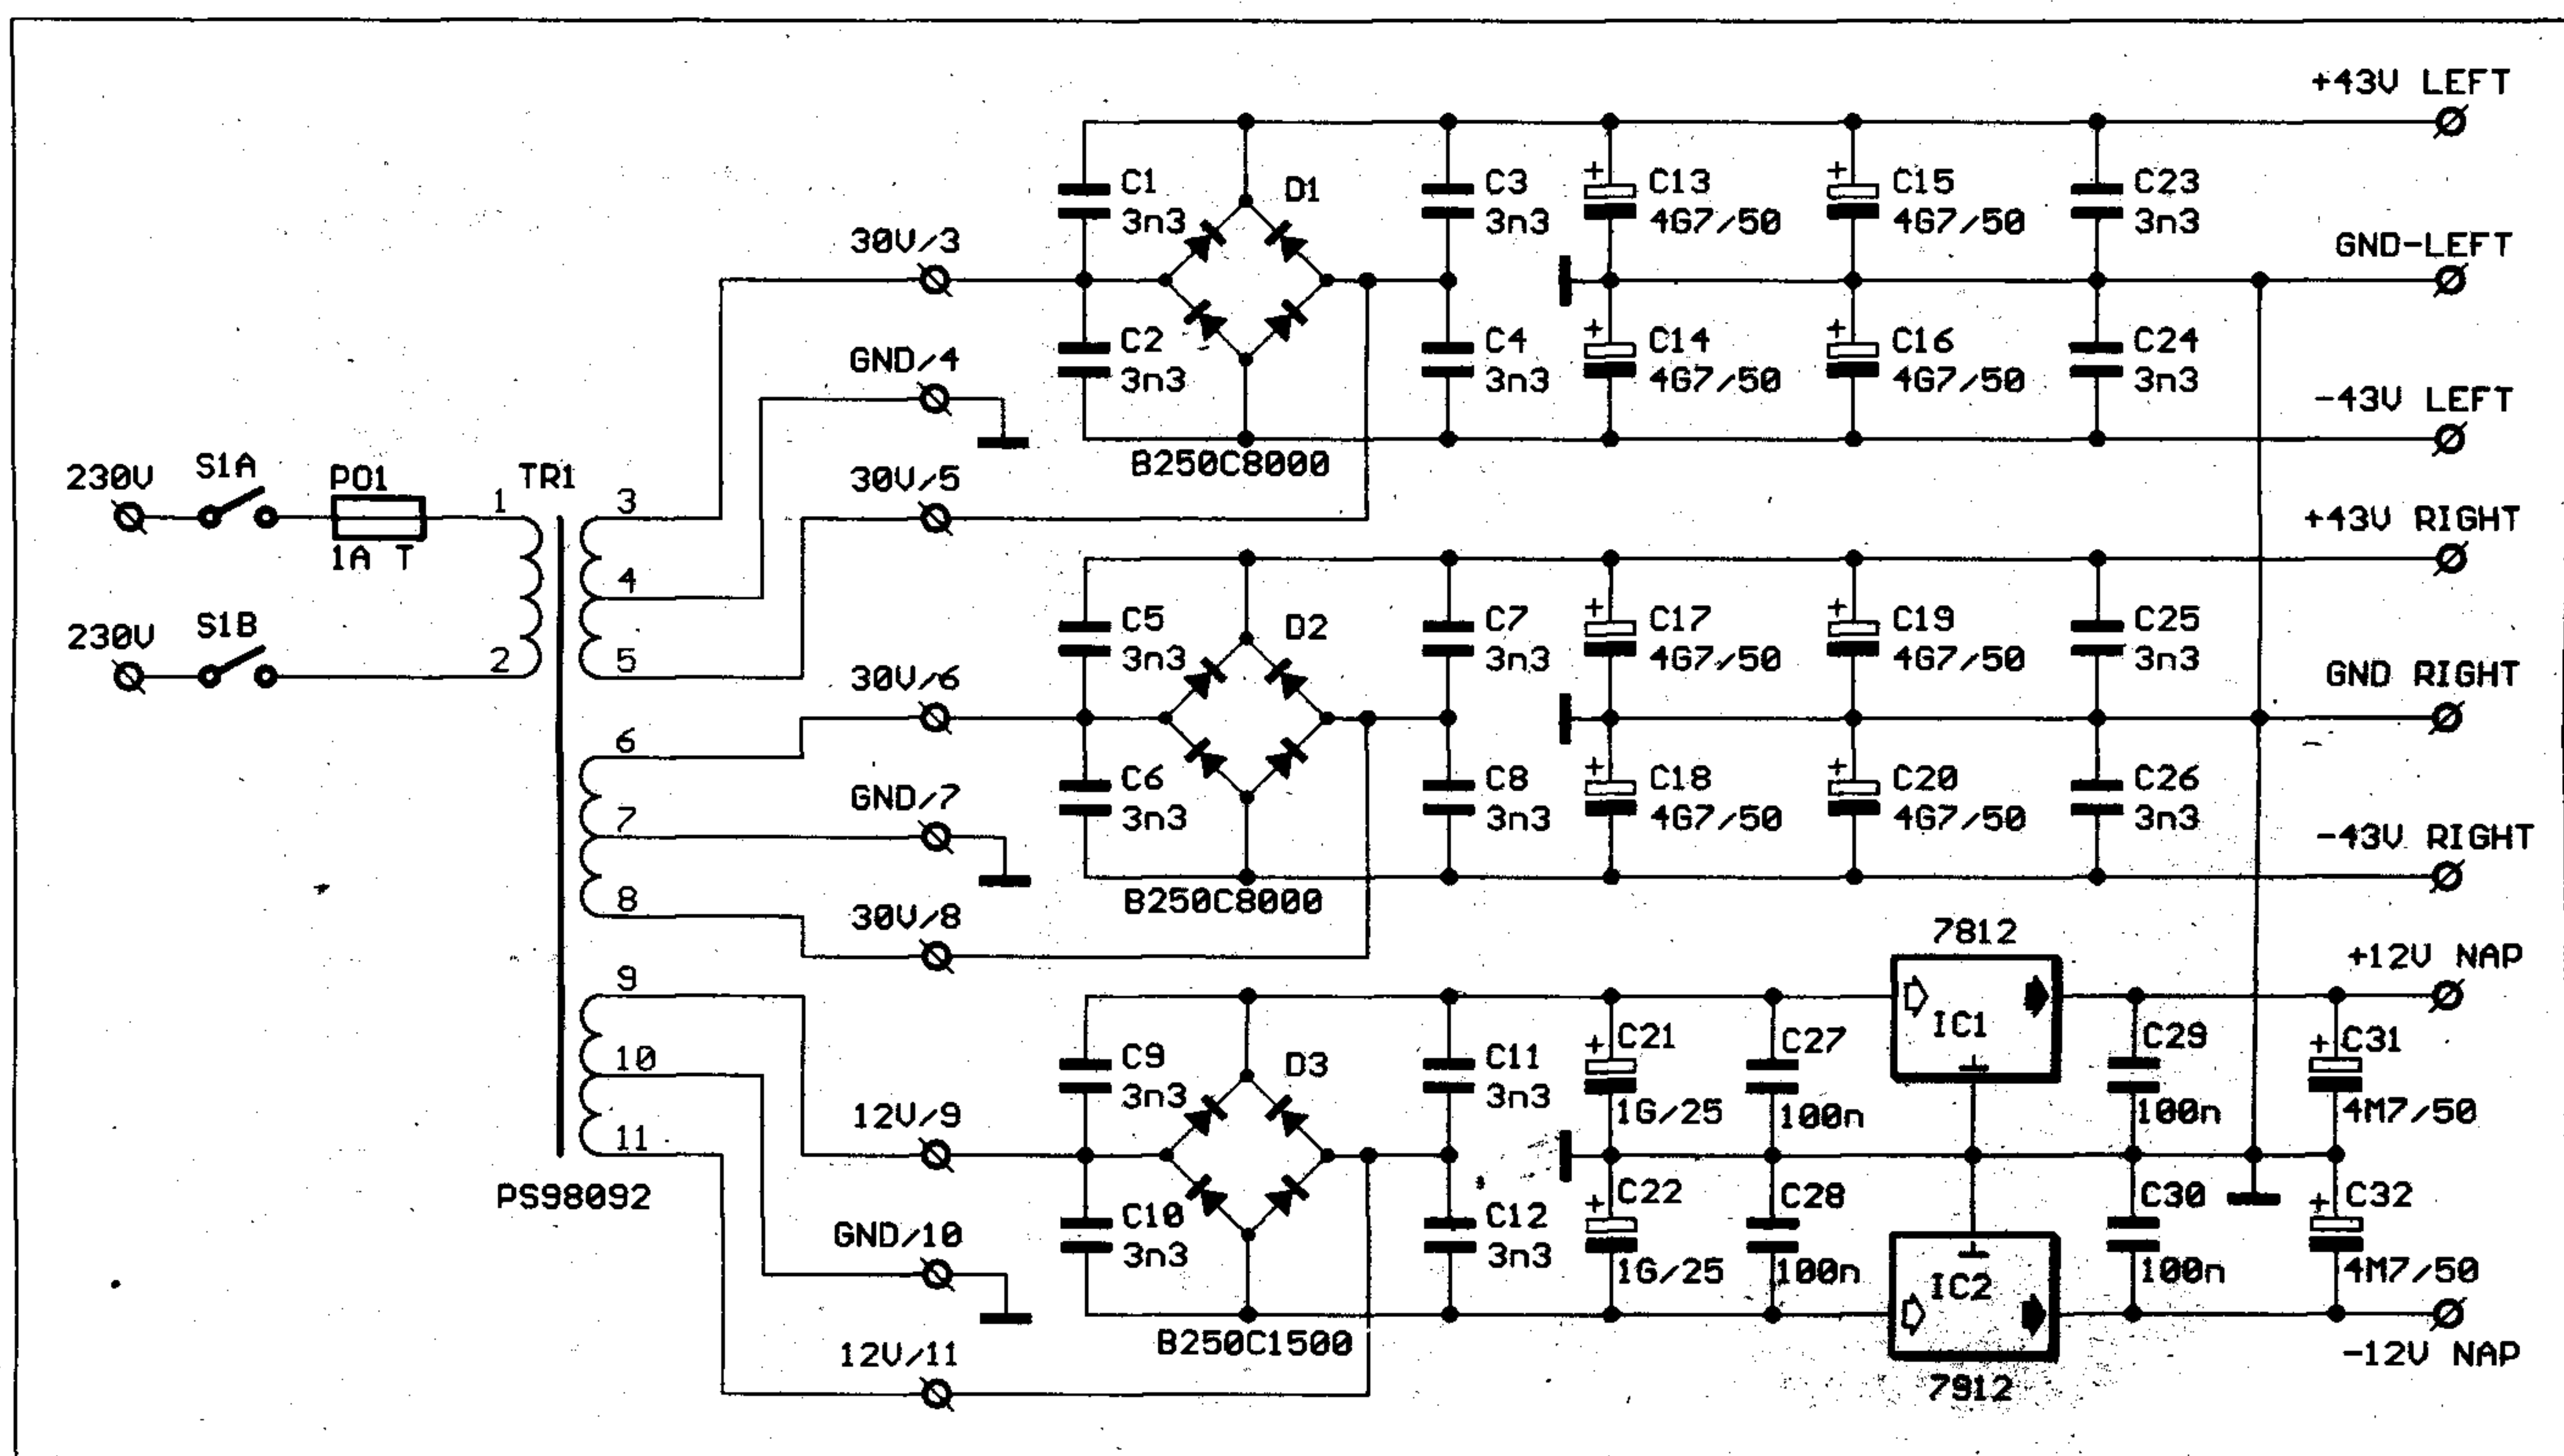 +43V LEFT
C1
3n3
D1
C3
3n3
+
C13
4G7/50
+
C15
4G7/50
C23
3n3
30V/3
GND-LEFT
C2
3n3
C4
3n3
+
C14
4G7/50
+
C16
4G7/50
C24
3n3
GND/4
-43V LEFT
B250C8000
30V/5
230V
S1A
PO1
1A T
TR1
1
3
4
5
2
230V
S1B
+43V RIGHT
C5
3n3
D2
C7
3n3
+
C17
4G7/50
+
C19
4G7/50
C25
3n3
30V/6
GND RIGHT
6
7
8
C6
3n3
C8
3n3
+
C18
4G7/50
+
C20
4G7/50
C26
3n3
GND/7
-43V RIGHT
B250C8000
30V/8
7812
+12V NAP
9
10
11
C9
3n3
D3
C11
3n3
+
C21
1G/25
C27
100n
IC1
C29
100n
+
C31
4M7/50
12V/9
PS98092
C10
3n3
C12
3n3
+
C22
1G/25
C28
100n
IC2
C30
100n
+
C32
4M7/50
GND/10
B250C1500
12V/11
7912
-12V NAP